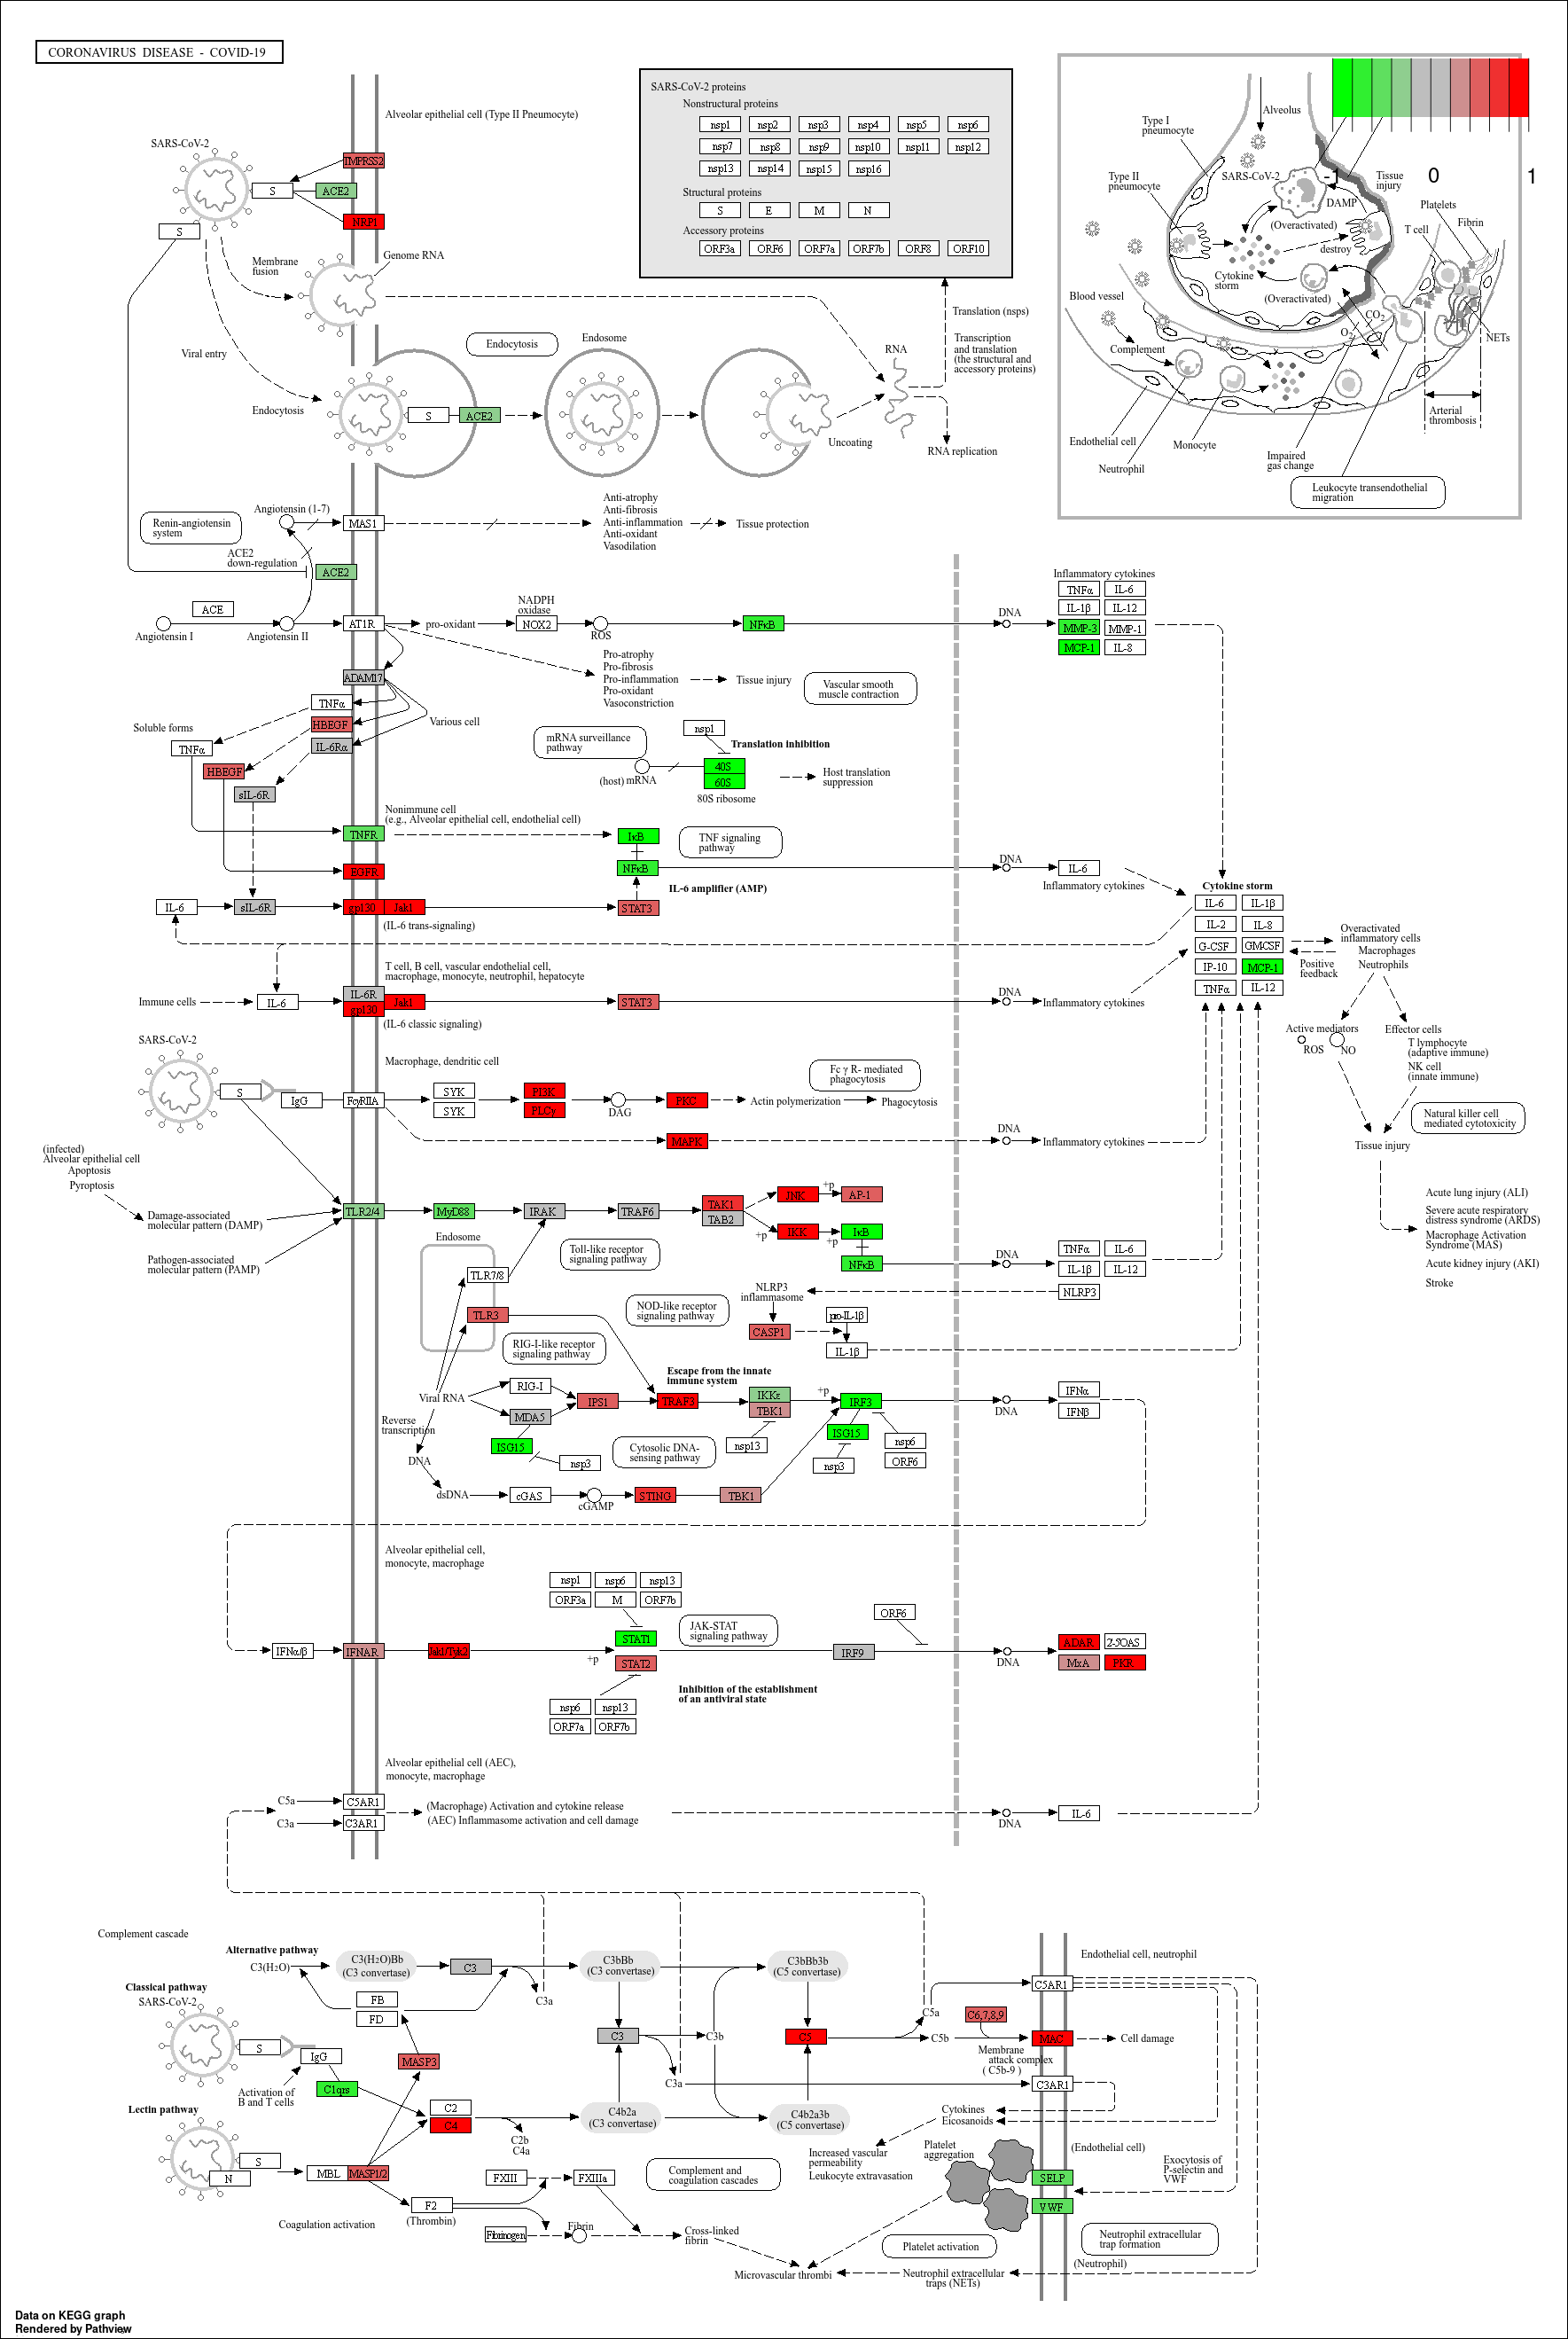 CORONAVIRUS DISEASE - COVID-19
Alveolar epithelial cell (Type II Pneumocyte)
SARS-CoV-2
TMPRSS2
S
ACE2
NRP1
S
Membrane
fusion
Genome RNA
Viral entry
Endocytosis
Endocytosis
Endosome
S
ACE2
Uncoating
RNA
RNA replication
Translation (nsps)
Transcription
and translation
(the structural and
accessory proteins)
SARS-CoV-2 proteins
Nonstructural proteins
nsp1 nsp2 nsp3 nsp4 nsp5 nsp6
nsp7 nsp8 nsp9 nsp10 nsp11 nsp12
nsp13 nsp14 nsp15 nsp16
Structural proteins
S E M N
Accessory proteins
ORF3a ORF6 ORF7a ORF7b ORF8 ORF10
-1 0 1
Alveolus
Type I
pneumocyte
Type II
pneumocyte
SARS-CoV-2
DAMP
Tissue
injury
(Overactivated)
destroy
Cytokine
storm
(Overactivated)
Platelets
Fibrin
T cell
Blood vessel
Complement
O2
CO2
NETs
Arterial
thrombosis
Endothelial cell
Neutrophil
Monocyte
Impaired
gas change
Leukocyte transendothelial
migration
Renin-angiotensin
system
Angiotensin (1-7)
MAS1
Anti-atrophy
Anti-fibrosis
Anti-inflammation
Anti-oxidant
Vasodilation
Tissue protection
ACE2
down-regulation
ACE2
ACE
Angiotensin I
Angiotensin II
AT1R
pro-oxidant
NADPH
oxidase
NOX2
ROS
NFκB
DNA
Inflammatory cytokines
TNFα IL-6
IL-1β IL-12
MMP-3 MMP-1
MCP-1 IL-8
Pro-atrophy
Pro-fibrosis
Pro-inflammation
Pro-oxidant
Vasoconstriction
Tissue injury
Vascular smooth
muscle contraction
ADAM17
TNFα
HBEGF
IL-6Rα
Various cell
Soluble forms
TNFα
HBEGF
sIL-6R
mRNA surveillance
pathway
nsp1
Translation inhibition
(host) mRNA
40S
60S
80S ribosome
Host translation
suppression
Nonimmune cell
(e.g., Alveolar epithelial cell, endothelial cell)
TNFR
IκB
TNF signaling
pathway
EGFR
NFκB
DNA
IL-6
Inflammatory cytokines
IL-6 amplifier (AMP)
IL-6
sIL-6R
gp130 Jak1
STAT3
(IL-6 trans-signaling)
Cytokine storm
IL-6 IL-1β
IL-2 IL-8
G-CSF GMCSF
IP-10 MCP-1
TNFα IL-12
Positive
feedback
Overactivated
inflammatory cells
Macrophages
Neutrophils
T cell, B cell, vascular endothelial cell,
macrophage, monocyte, neutrophil, hepatocyte
Immune cells
IL-6
IL-6R
gp130
Jak1
STAT3
DNA
Inflammatory cytokines
(IL-6 classic signaling)
Active mediators
ROS NO
Effector cells
T lymphocyte
(adaptive immune)
NK cell
(innate immune)
Natural killer cell
mediated cytotoxicity
Tissue injury
Acute lung injury (ALI)
Severe acute respiratory
distress syndrome (ARDS)
Macrophage Activation
Syndrome (MAS)
Acute kidney injury (AKI)
Stroke
SARS-CoV-2
Macrophage, dendritic cell
S
IgG
FcγRIIA
SYK
SYK
PI3K
PLCγ
DAG
PKC
Actin polymerization
Phagocytosis
Fc γ R- mediated
phagocytosis
MAPK
DNA
Inflammatory cytokines
(infected)
Alveolar epithelial cell
Apoptosis
Pyroptosis
Damage-associated
molecular pattern (DAMP)
Pathogen-associated
molecular pattern (PAMP)
TLR2/4
MyD88
IRAK
TRAF6
TAK1
TAB2
JNK
+p
AP-1
+p
IKK
+p
IκB
NFκB
DNA
TNFα IL-6
IL-1β IL-12
NLRP3
Endosome
TLR7/8
TLR3
Toll-like receptor
signaling pathway
NOD-like receptor
signaling pathway
NLRP3
inflammasome
CASP1
pro-IL-1β
IL-1β
RIG-I-like receptor
signaling pathway
Escape from the innate
immune system
Viral RNA
RIG-I
MDA5
IPS1
TRAF3
IKKε
TBK1
+p
IRF3
DNA
IFNα
IFNβ
Reverse
transcription
ISG15
nsp3
Cytosolic DNA-
sensing pathway
nsp13
ISG15
nsp3
nsp6
ORF6
DNA
dsDNA
cGAS
cGAMP
STING
TBK1
Alveolar epithelial cell,
monocyte, macrophage
nsp1 nsp6 nsp13
ORF3a M ORF7b
JAK-STAT
signaling pathway
ORF6
IFNα/β
IFNAR
Jak1/Tyk2
STAT1
+p
STAT2
IRF9
DNA
ADAR 2-5'OAS
MxA PKR
Inhibition of the establishment
of an antiviral state
nsp6 nsp13
ORF7a ORF7b
Alveolar epithelial cell (AEC),
monocyte, macrophage
C5a
C5AR1
C3a
C3AR1
(Macrophage) Activation and cytokine release
(AEC) Inflammasome activation and cell damage
DNA
IL-6
Complement cascade
Alternative pathway
C3(H2O)
C3(H2O)Bb
(C3 convertase)
C3
C3a
C3bBb
(C3 convertase)
C3bBb3b
(C5 convertase)
Endothelial cell, neutrophil
C5AR1
Classical pathway
SARS-CoV-2
FB
FD
C3
C3b
C5
C5a
C5b
C6,7,8,9
MAC
Cell damage
Membrane
attack complex
( C5b-9 )
S
IgG
MASP3
C3a
C3AR1
Activation of
B and T cells
C1qrs
Lectin pathway
C2
C4
C2b
C4a
C4b2a
(C3 convertase)
C4b2a3b
(C5 convertase)
Cytokines
Eicosanoids
Increased vascular
permeability
Leukocyte extravasation
Platelet
aggregation
(Endothelial cell)
SELP
VWF
Exocytosis of
P-selectin and
VWF
S
N
MBL MASP1/2
F2
(Thrombin)
Coagulation activation
FXIII
FXIIIa
Complement and
coagulation cascades
Fibrinogen
Fibrin
Cross-linked
fibrin
Platelet activation
Neutrophil extracellular
trap formation
(Neutrophil)
Microvascular thrombi
Neutrophil extracellular
traps (NETs)
Data on KEGG graph
Rendered by Pathview